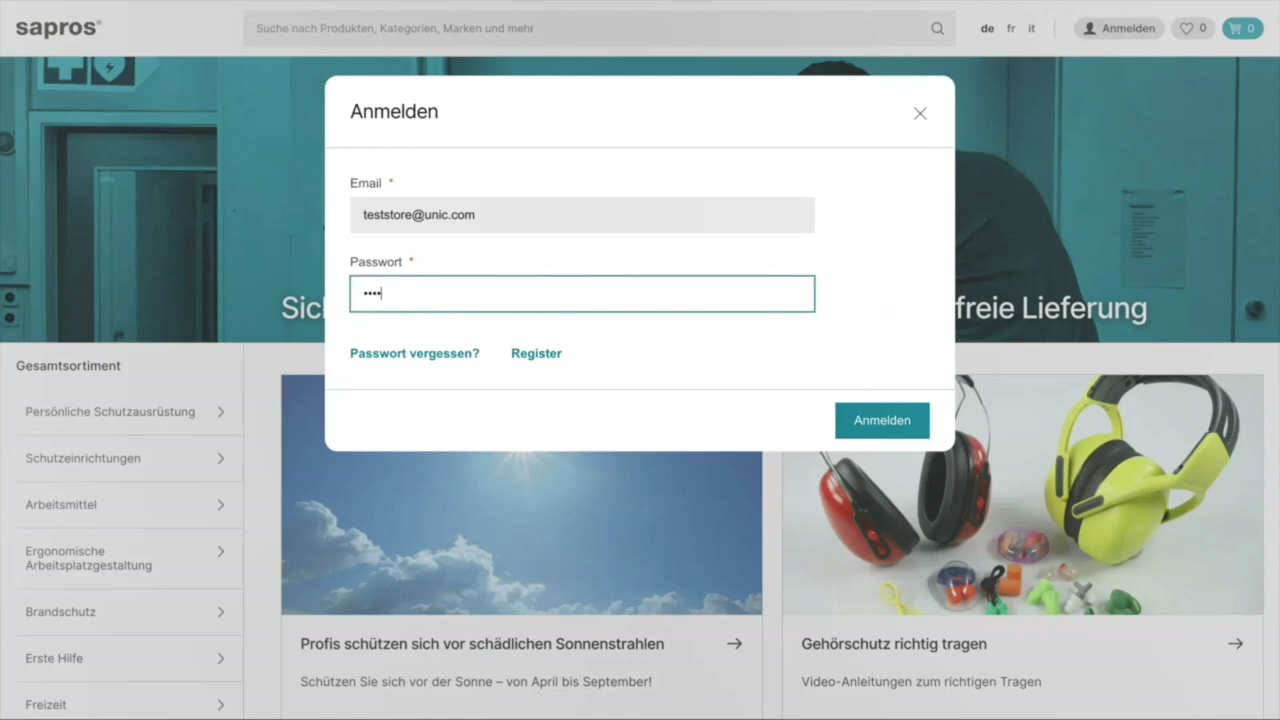 sapros®
Suche nach Produkten, Kategorien, Marken und mehr
de fr it
Anmelden
0
0
Anmelden
Email *
teststore@unic.com
Passwort *
••••
Passwort vergessen? Register
Anmelden
Sic
freie Lieferung
Gesamtsortiment
Persönliche Schutzausrüstung
Schutzeinrichtungen
Arbeitsmittel
Ergonomische
Arbeitsplatzgestaltung
Brandschutz
Erste Hilfe
Freizeit
Profis schützen sich vor schädlichen Sonnenstrahlen
Schützen Sie sich vor der Sonne – von April bis September!
Gehörschutz richtig tragen
Video-Anleitungen zum richtigen Tragen